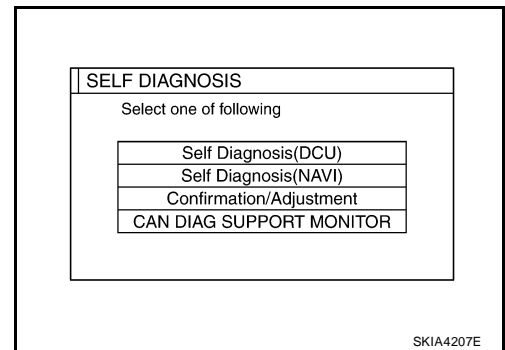 SELF DIAGNOSIS
Select one of following
Self Diagnosis(DCU)
Self Diagnosis(NAVI)
Confirmation/Adjustment
CAN DIAG SUPPORT MONITOR
SKIA4207E